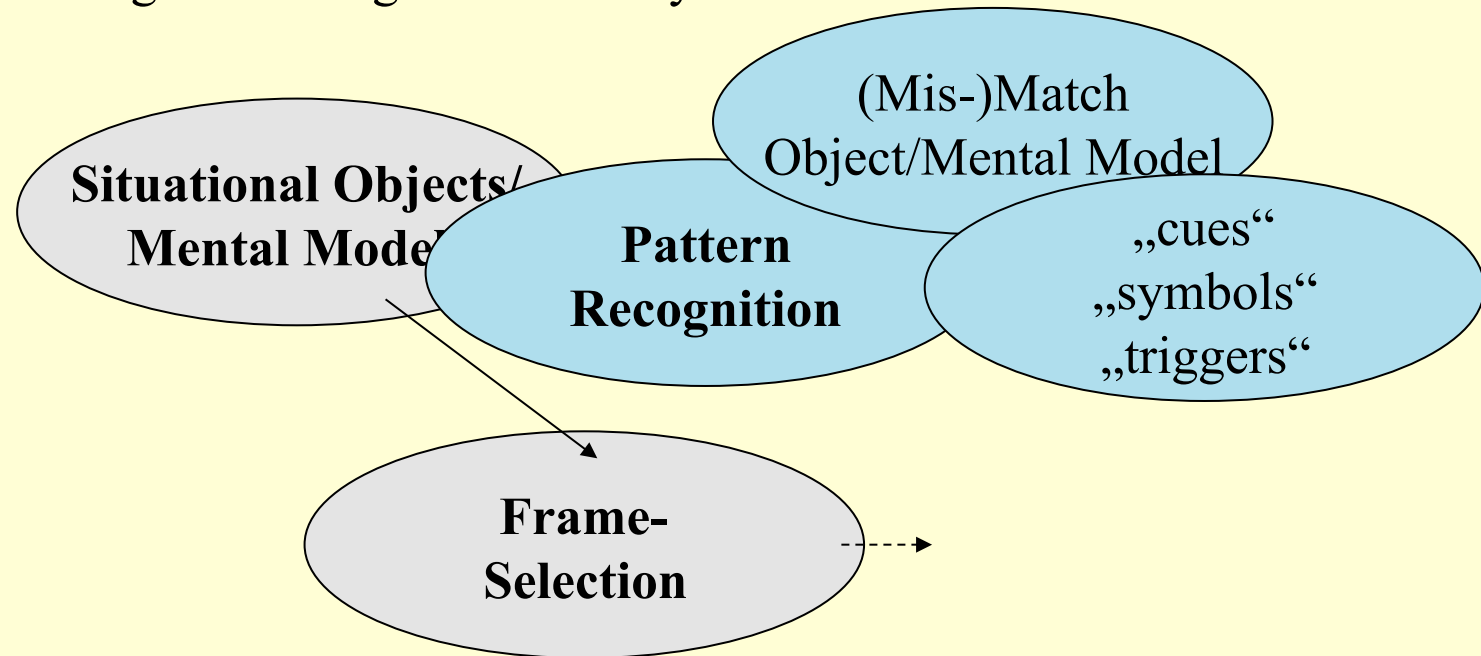 Situational Objects/
Mental Model
Pattern
Recognition
(Mis-)Match
Object/Mental Model
„cues“
„symbols“
„triggers“
Frame-
Selection